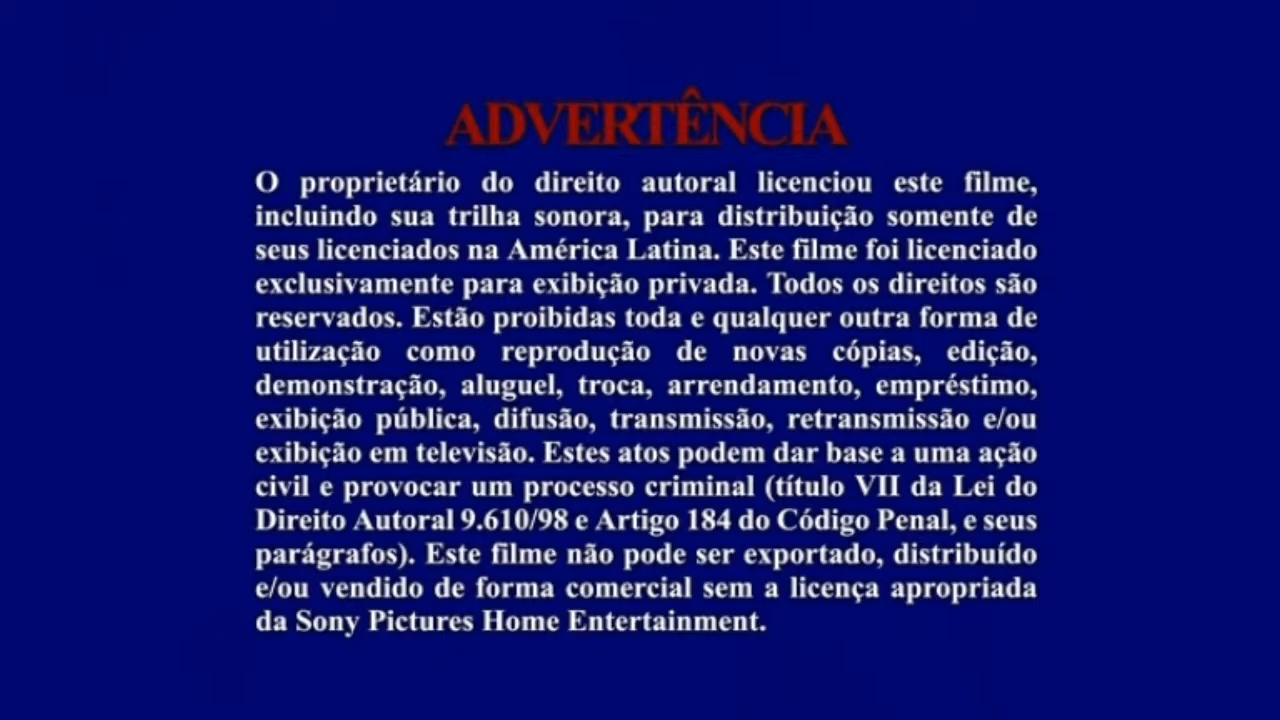 ADVERTÊNCIA
O proprietário do direito autoral licenciou este filme,
incluindo sua trilha sonora, para distribuição somente de
seus licenciados na América Latina. Este filme foi licenciado
exclusivamente para exibição privada. Todos os direitos são
reservados. Estão proibidas toda e qualquer outra forma de
utilização como reprodução de novas cópias, edição,
demonstração, aluguel, troca, arrendamento, empréstimo,
exibição pública, difusão, transmissão, retransmissão e/ou
exibição em televisão. Estes atos podem dar base a uma ação
civil e provocar um processo criminal (título VII da Lei do
Direito Autoral 9.610/98 e Artigo 184 do Código Penal, e seus
parágrafos). Este filme não pode ser exportado, distribuído
e/ou vendido de forma comercial sem a licença apropriada
da Sony Pictures Home Entertainment.